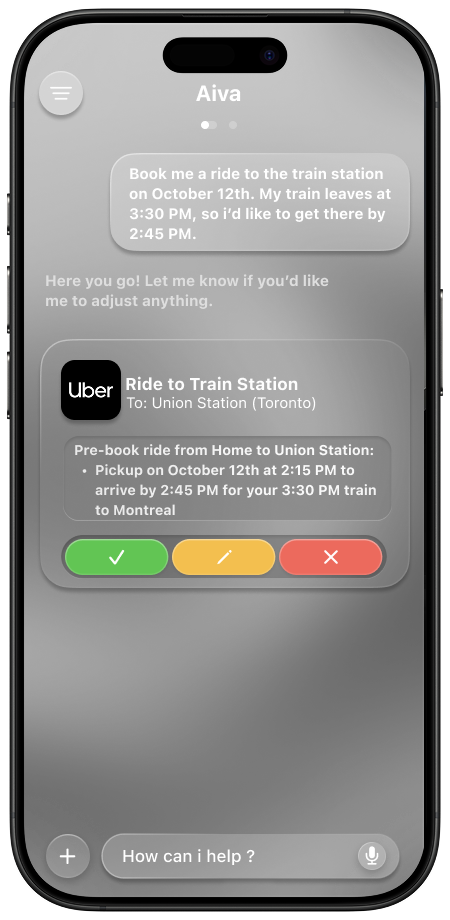 Aiva
Book me a ride to the train station
on October 12th. My train leaves at
3:30 PM, so i’d like to get there by
2:45 PM.
Here you go! Let me know if you’d like
me to adjust anything.
Uber
Ride to Train Station
To: Union Station (Toronto)
Pre-book ride from Home to Union Station:
• Pickup on October 12th at 2:15 PM to
arrive by 2:45 PM for your 3:30 PM train
to Montreal
How can i help ?